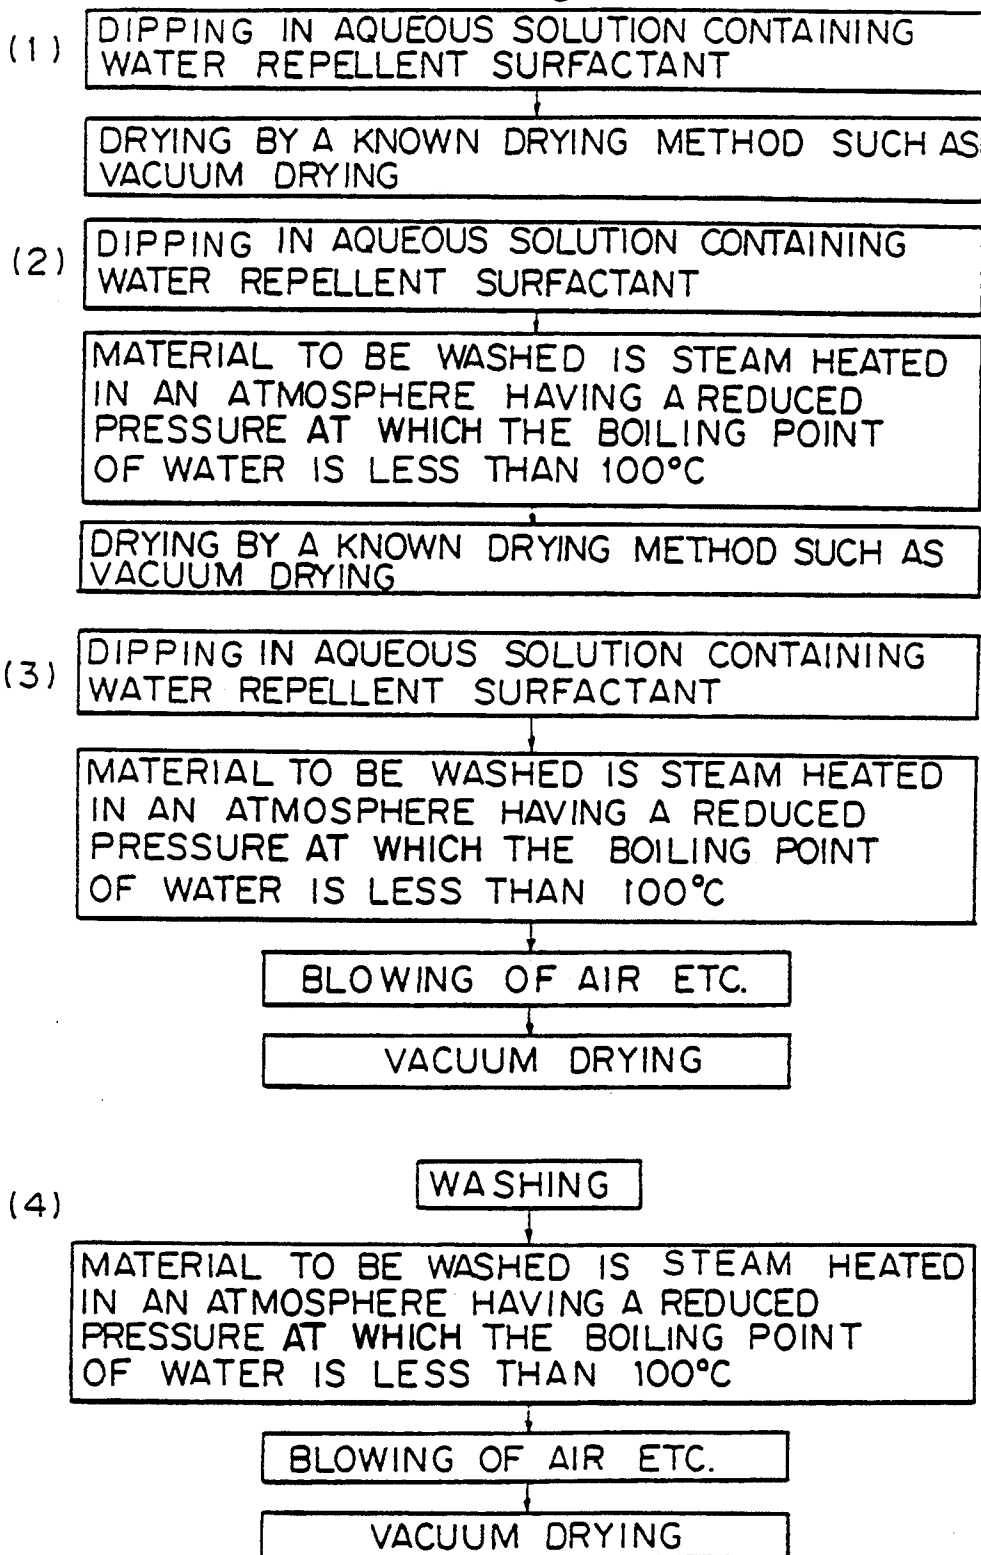 (1)
DIPPING IN AQUEOUS SOLUTION CONTAINING
WATER REPELLENT SURFACTANT
DRYING BY A KNOWN DRYING METHOD SUCH AS
VACUUM DRYING
(2)
DIPPING IN AQUEOUS SOLUTION CONTAINING
WATER REPELLENT SURFACTANT
MATERIAL TO BE WASHED IS STEAM HEATED
IN AN ATMOSPHERE HAVING A REDUCED
PRESSURE AT WHICH THE BOILING POINT
OF WATER IS LESS THAN 100°C
DRYING BY A KNOWN DRYING METHOD SUCH AS
VACUUM DRYING
(3)
DIPPING IN AQUEOUS SOLUTION CONTAINING
WATER REPELLENT SURFACTANT
MATERIAL TO BE WASHED IS STEAM HEATED
IN AN ATMOSPHERE HAVING A REDUCED
PRESSURE AT WHICH THE BOILING POINT
OF WATER IS LESS THAN 100°C
BLOWING OF AIR ETC.
VACUUM DRYING
(4)
WASHING
MATERIAL TO BE WASHED IS STEAM HEATED
IN AN ATMOSPHERE HAVING A REDUCED
PRESSURE AT WHICH THE BOILING POINT
OF WATER IS LESS THAN 100°C
BLOWING OF AIR ETC.
VACUUM DRYING